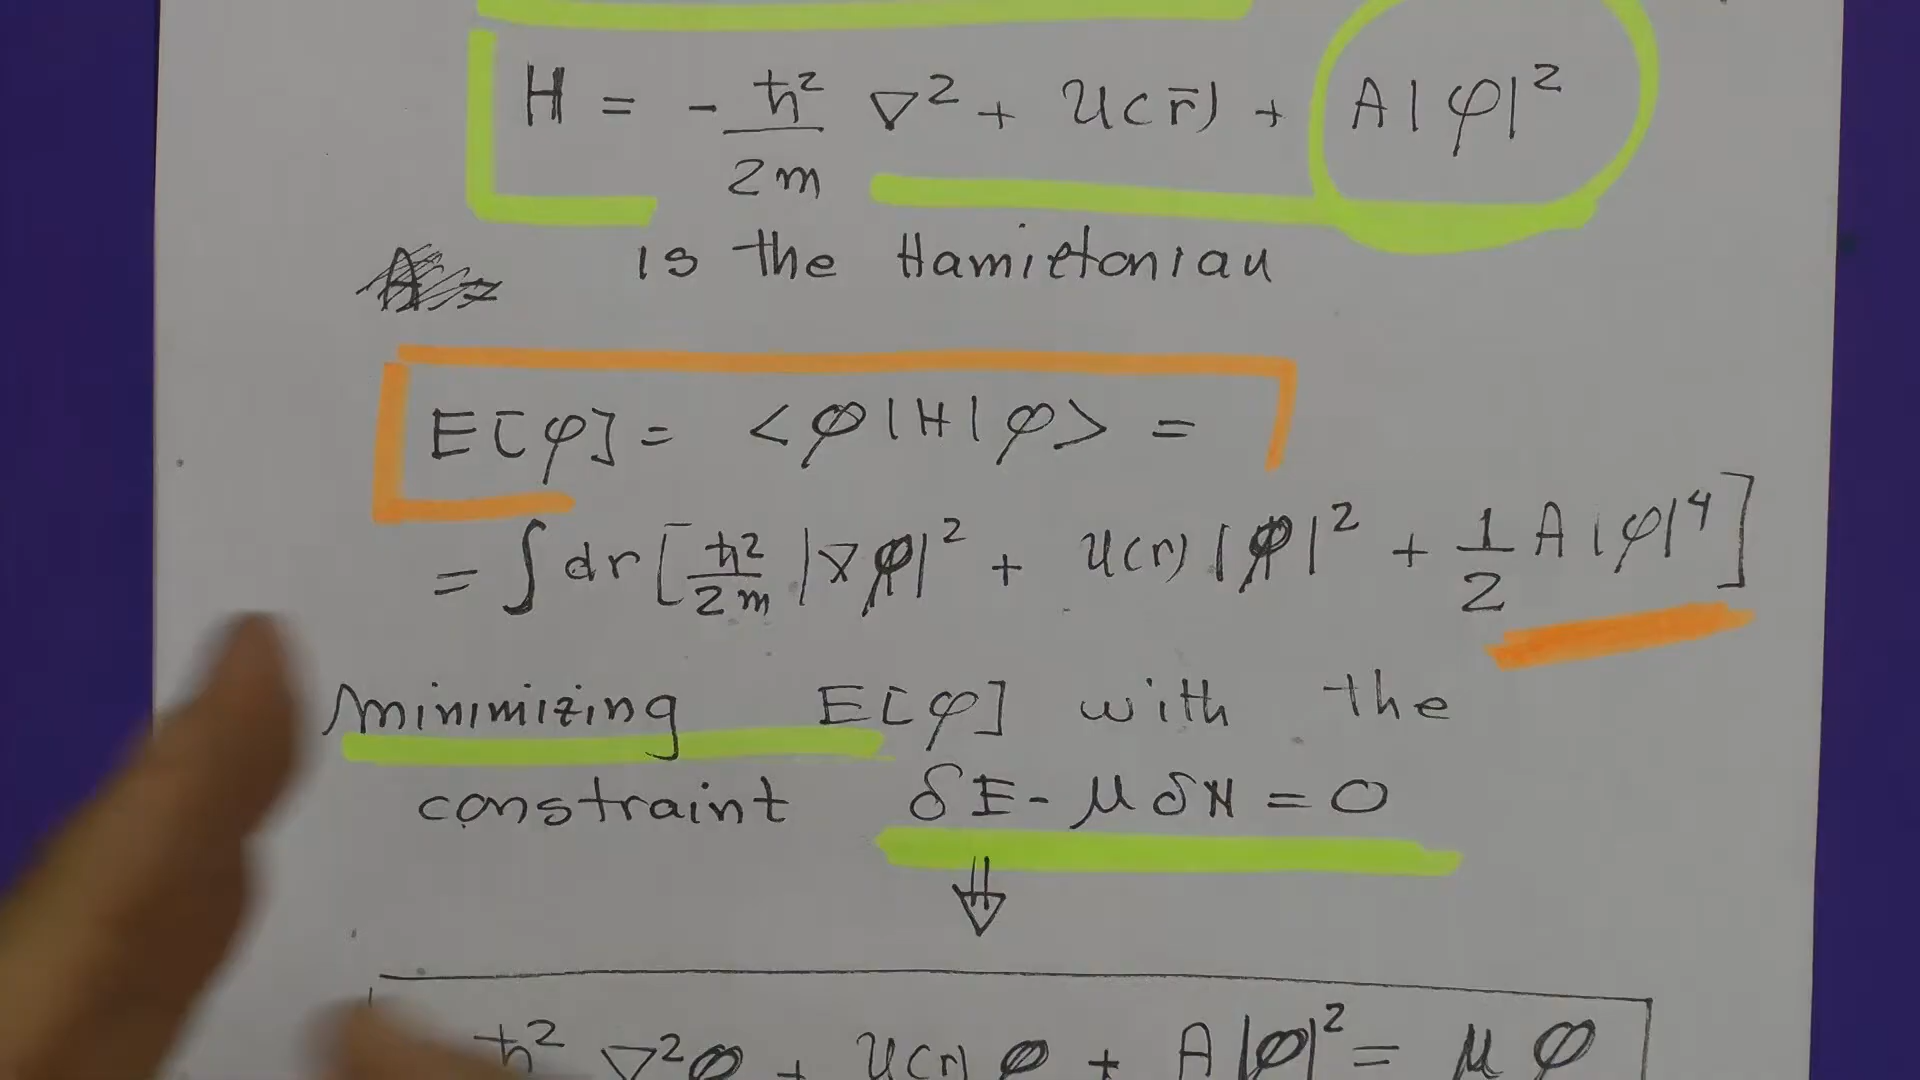 H = - ħ²/2m ∇² + U(r̄) + A|φ|²
is the Hamiltonian
E[φ] = <φ|H|φ> =
= ∫dr[ħ²/2m |∇φ|² + U(r)|φ|² + 1/2 A|φ|⁴]
minimizing E[φ] with the
constraint δE - μδN = 0
⇓
ħ² ∇²φ + U(r)φ + A|φ|² = μφ